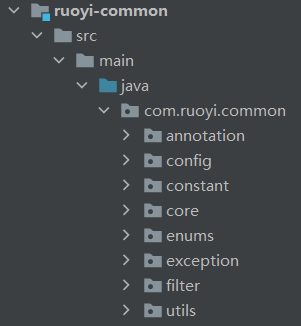 ruoyi-common
src
main
java
com.ruoyi.common
annotation
config
constant
core
enums
exception
filter
utils